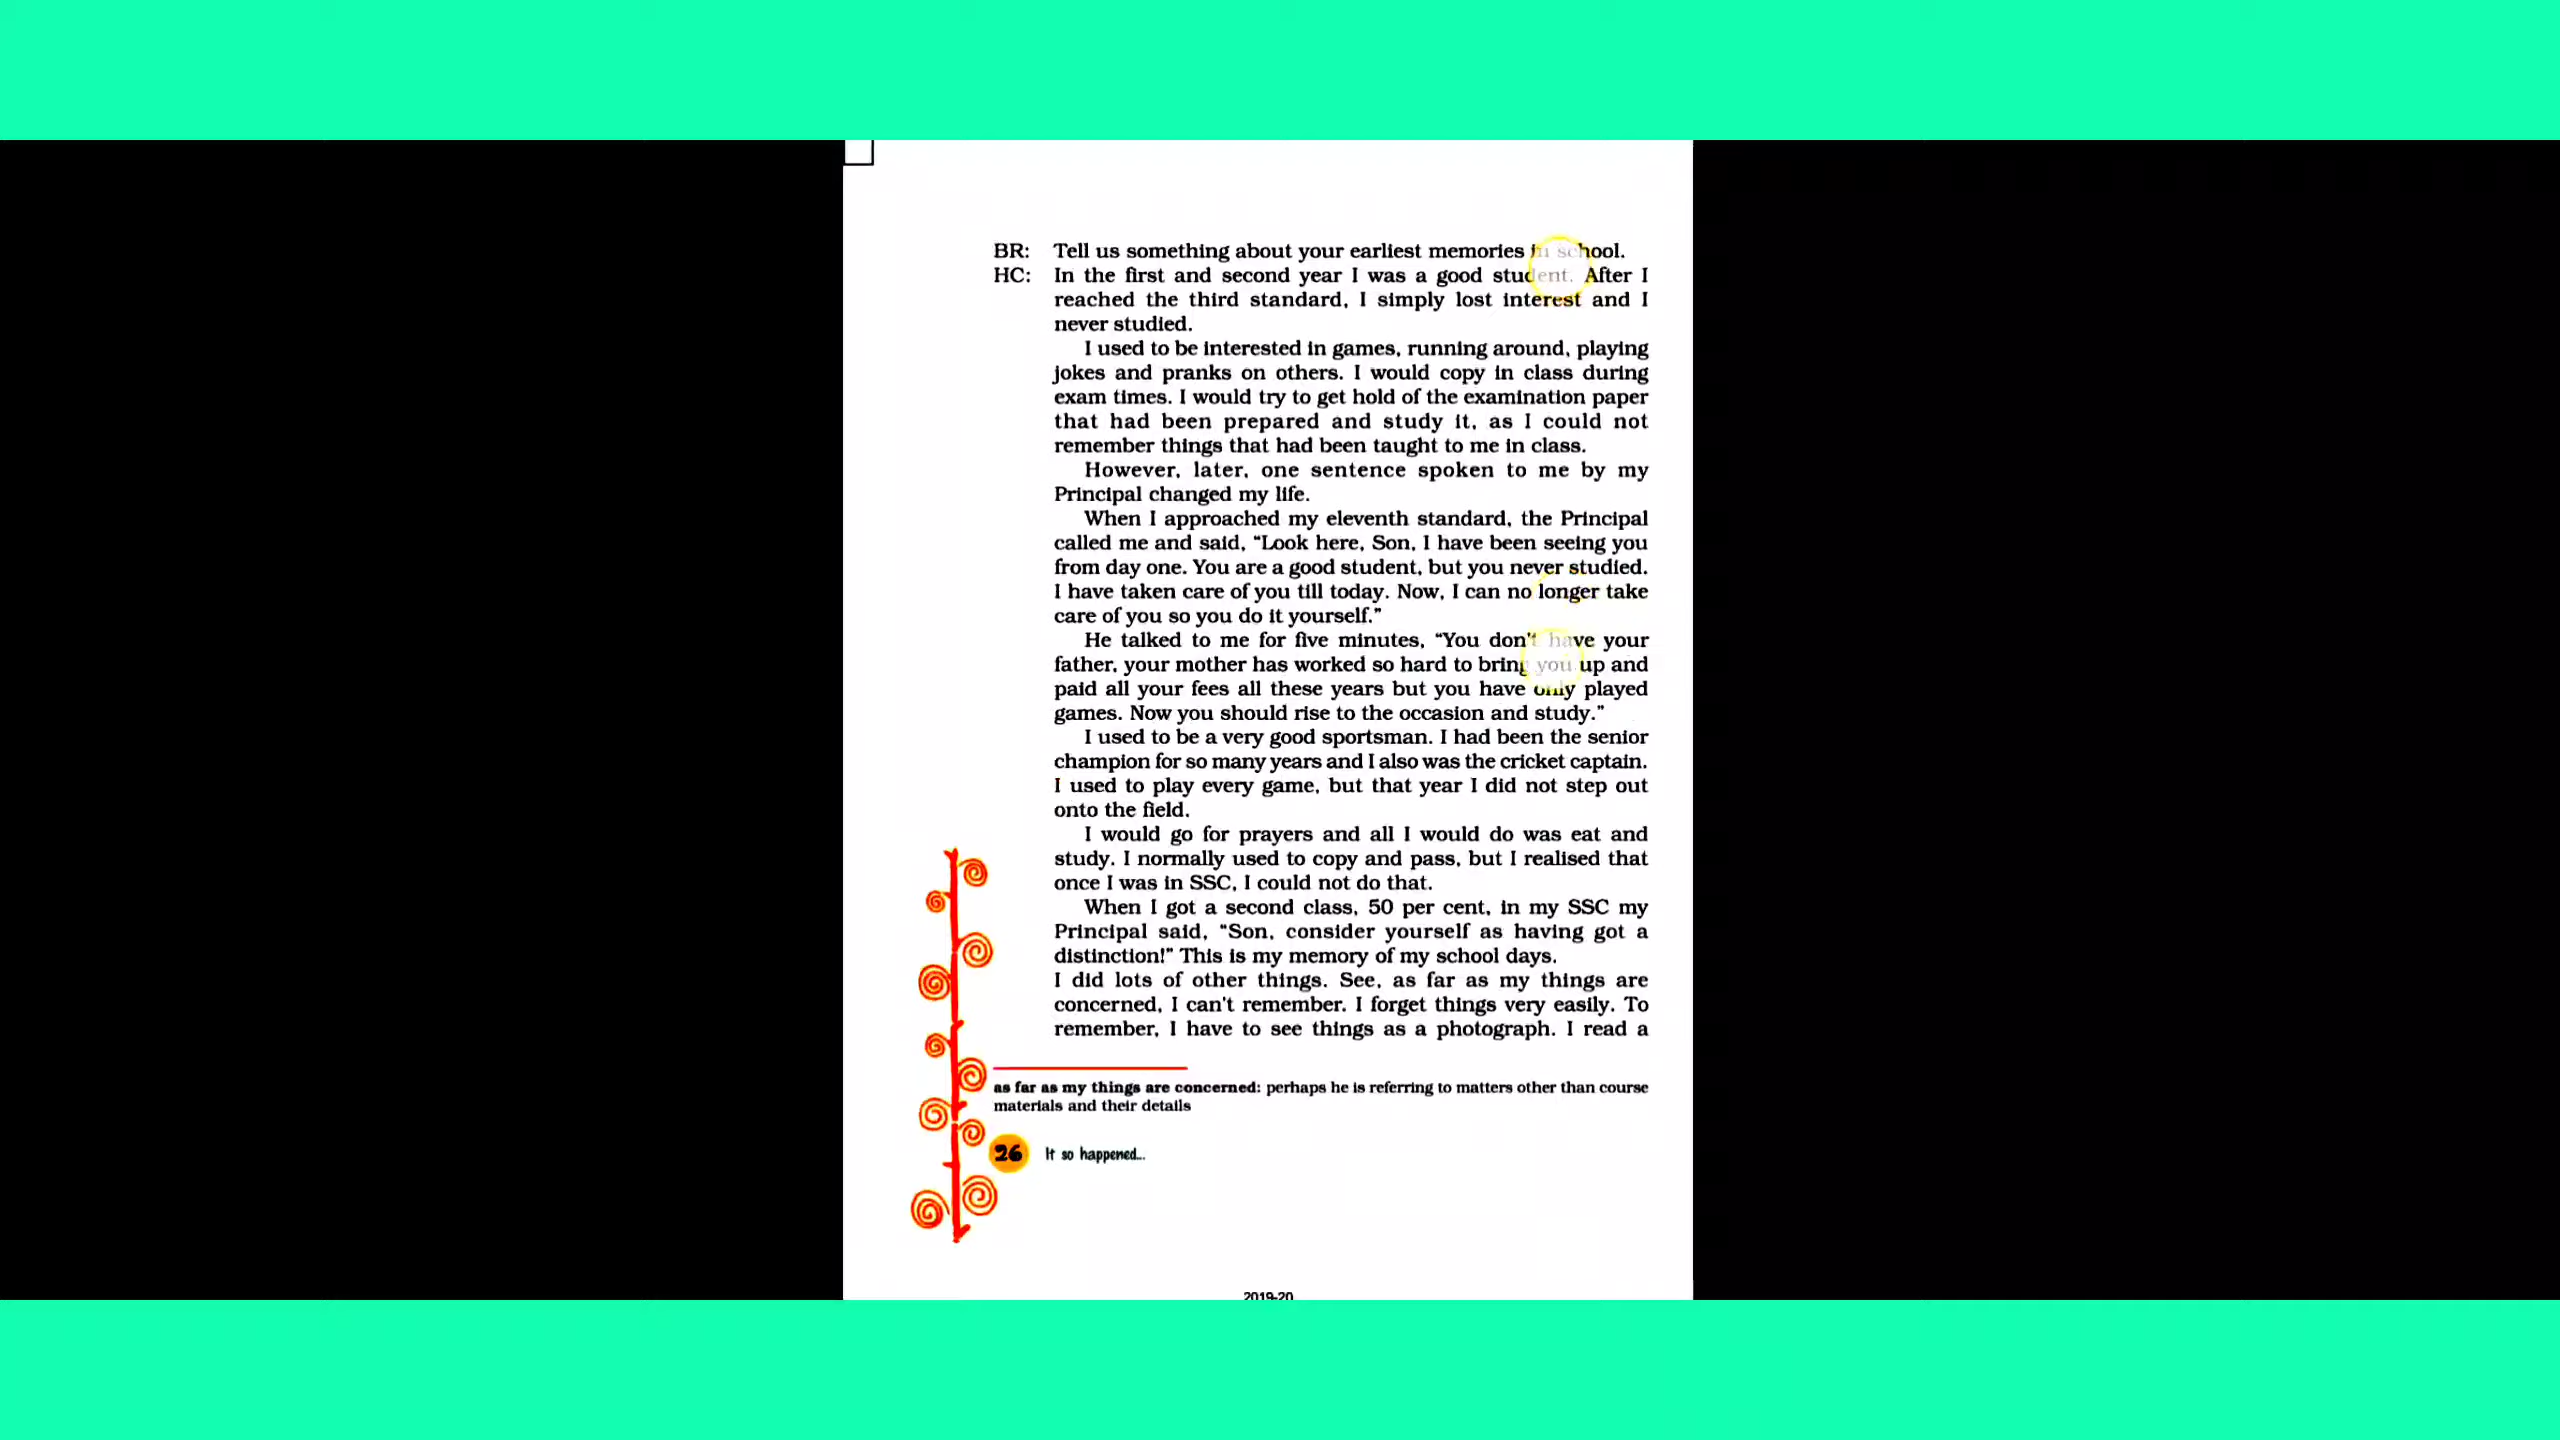 BR: Tell us something about your earliest memories in school.
HC: In the first and second year I was a good student. After I
reached the third standard, I simply lost interest and I
never studied.
I used to be interested in games, running around, playing
jokes and pranks on others. I would copy in class during
exam times. I would try to get hold of the examination paper
that had been prepared and study it, as I could not
remember things that had been taught to me in class.
However, later, one sentence spoken to me by my
Principal changed my life.
When I approached my eleventh standard, the Principal
called me and said, “Look here, Son, I have been seeing you
from day one. You are a good student, but you never studied.
I have taken care of you till today. Now, I can no longer take
care of you so you do it yourself.”
He talked to me for five minutes, “You don't have your
father, your mother has worked so hard to bring you up and
paid all your fees all these years but you have only played
games. Now you should rise to the occasion and study.”
I used to be a very good sportsman. I had been the senior
champion for so many years and I also was the cricket captain.
I used to play every game, but that year I did not step out
onto the field.
I would go for prayers and all I would do was eat and
study. I normally used to copy and pass, but I realised that
once I was in SSC, I could not do that.
When I got a second class, 50 per cent, in my SSC my
Principal said, “Son, consider yourself as having got a
distinction!” This is my memory of my school days.
I did lots of other things. See, as far as my things are
concerned, I can't remember. I forget things very easily. To
remember, I have to see things as a photograph. I read a
as far as my things are concerned: perhaps he is referring to matters other than course
materials and their details
26 It so happened...
2019-20